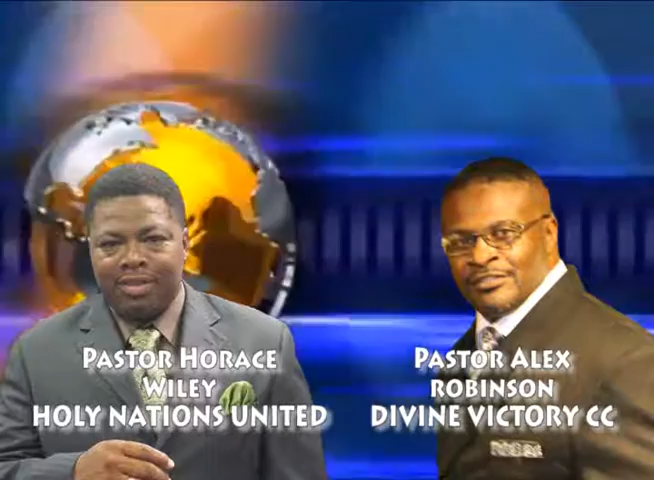 PASTOR HORACE
WILEY
HOLY NATIONS UNITED
PASTOR ALEX
ROBINSON
DIVINE VICTORY CC